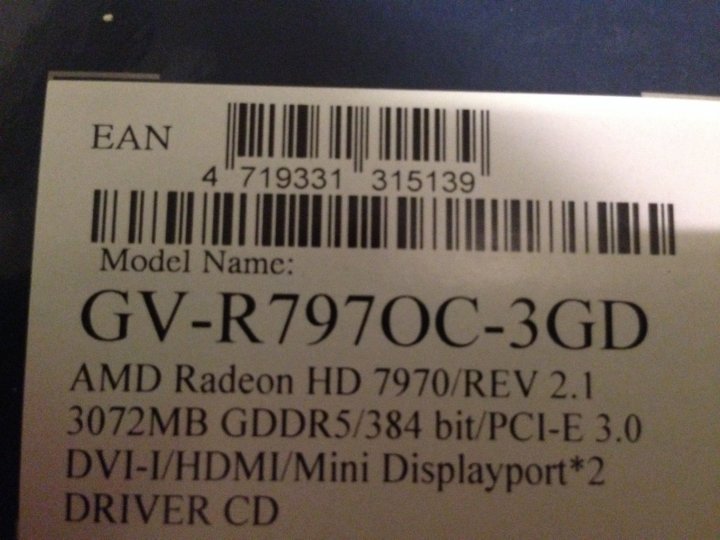 EAN
4 719331 315139
Model Name:
GV-R797OC-3GD
AMD Radeon HD 7970/REV 2.1
3072MB GDDR5/384 bit/PCI-E 3.0
DVI-I/HDMI/Mini Displayport*2
DRIVER CD